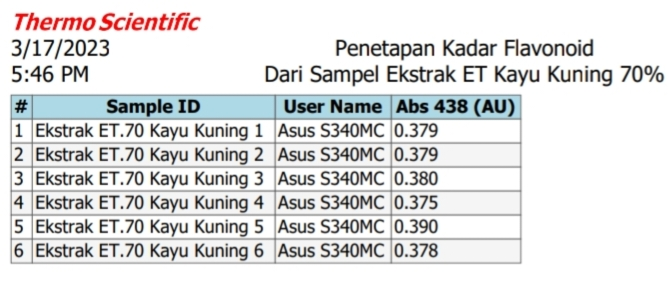 Thermo Scientific
3/17/2023 Penetapan Kadar Flavonoid
5:46 PM Dari Sampel Ekstrak ET Kayu Kuning 70%
# Sample ID User Name Abs 438 (AU)
1 Ekstrak ET.70 Kayu Kuning 1 Asus S340MC 0.379
2 Ekstrak ET.70 Kayu Kuning 2 Asus S340MC 0.379
3 Ekstrak ET.70 Kayu Kuning 3 Asus S340MC 0.380
4 Ekstrak ET.70 Kayu Kuning 4 Asus S340MC 0.375
5 Ekstrak ET.70 Kayu Kuning 5 Asus S340MC 0.390
6 Ekstrak ET.70 Kayu Kuning 6 Asus S340MC 0.378